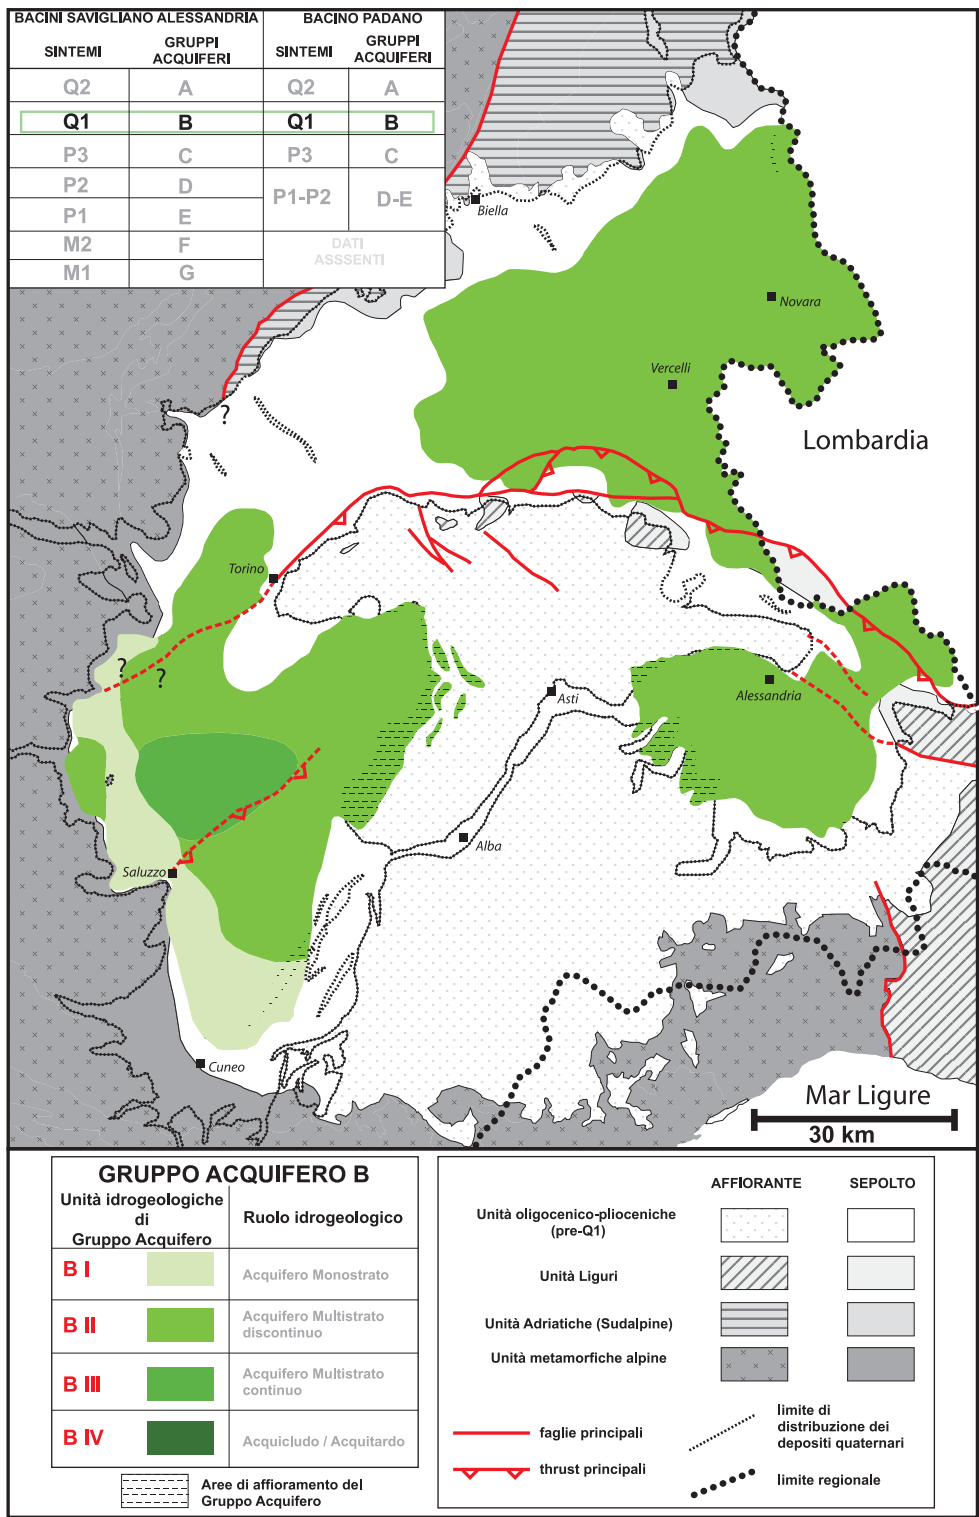 BACINI SAVIGLIANO ALESSANDRIA
BACINO PADANO
SINTEMI
GRUPPI
ACQUIFERI
SINTEMI
GRUPPI
ACQUIFERI
Q2 A Q2 A
Q1 B Q1 B
P3 C P3 C
P2 D
P1-P2 D-E
P1 E
M2 F
DATI
ASSSENTI
M1 G
Biella
Novara
Vercelli
Lombardia
?
Torino
? ?
Asti
Alessandria
Alba
Saluzzo
Cuneo
Mar Ligure
30 km
GRUPPO ACQUIFERO B
Unità idrogeologiche
di
Gruppo Acquifero
Ruolo idrogeologico
B I
Acquifero Monostrato
B II
Acquifero Multistrato
discontinuo
B III
Acquifero Multistrato
continuo
B IV
Acquicludo / Acquitardo
Aree di affioramento del
Gruppo Acquifero
AFFIORANTE SEPOLTO
Unità oligocenico-plioceniche
(pre-Q1)
Unità Liguri
Unità Adriatiche (Sudalpine)
Unità metamorfiche alpine
faglie principali
thrust principali
limite di
distribuzione dei
depositi quaternari
limite regionale